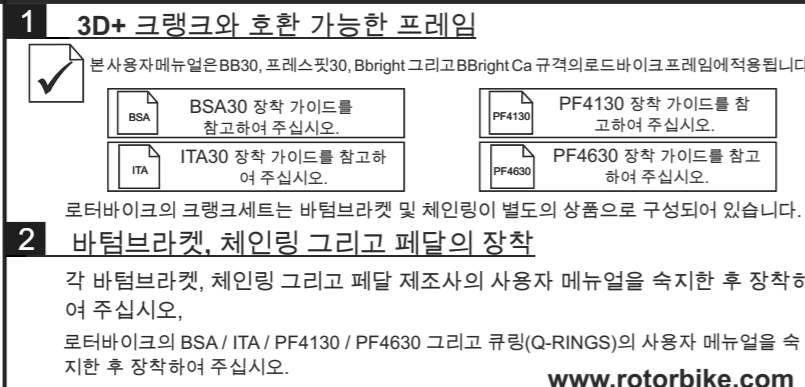 1 3D+ 크랭크와 호환 가능한 프레임
본사용자메뉴얼은BB30, 프레스핏30, Bbright 그리고BBright Ca 규격의로드바이크프레임에적용됩니다
BSA
BSA30 장착 가이드를
참고하여 주십시오.
PF4130
PF4130 장착 가이드를 참
고하여 주십시오.
ITA
ITA30 장착 가이드를 참고하
여 주십시오.
PF4630
PF4630 장착 가이드를 참고
하여 주십시오.
로터바이크의 크랭크세트는 바텀브라켓 및 체인링이 별도의 상품으로 구성되어 있습니다.
2 바텀브라켓, 체인링 그리고 페달의 장착
각 바텀브라켓, 체인링 그리고 페달 제조사의 사용자 메뉴얼을 숙지한 후 장착하
여 주십시오,
로터바이크의 BSA / ITA / PF4130 / PF4630 그리고 큐링(Q-RINGS)의 사용자 메뉴얼을 숙
지한 후 장착하여 주십시오.
www.rotorbike.com